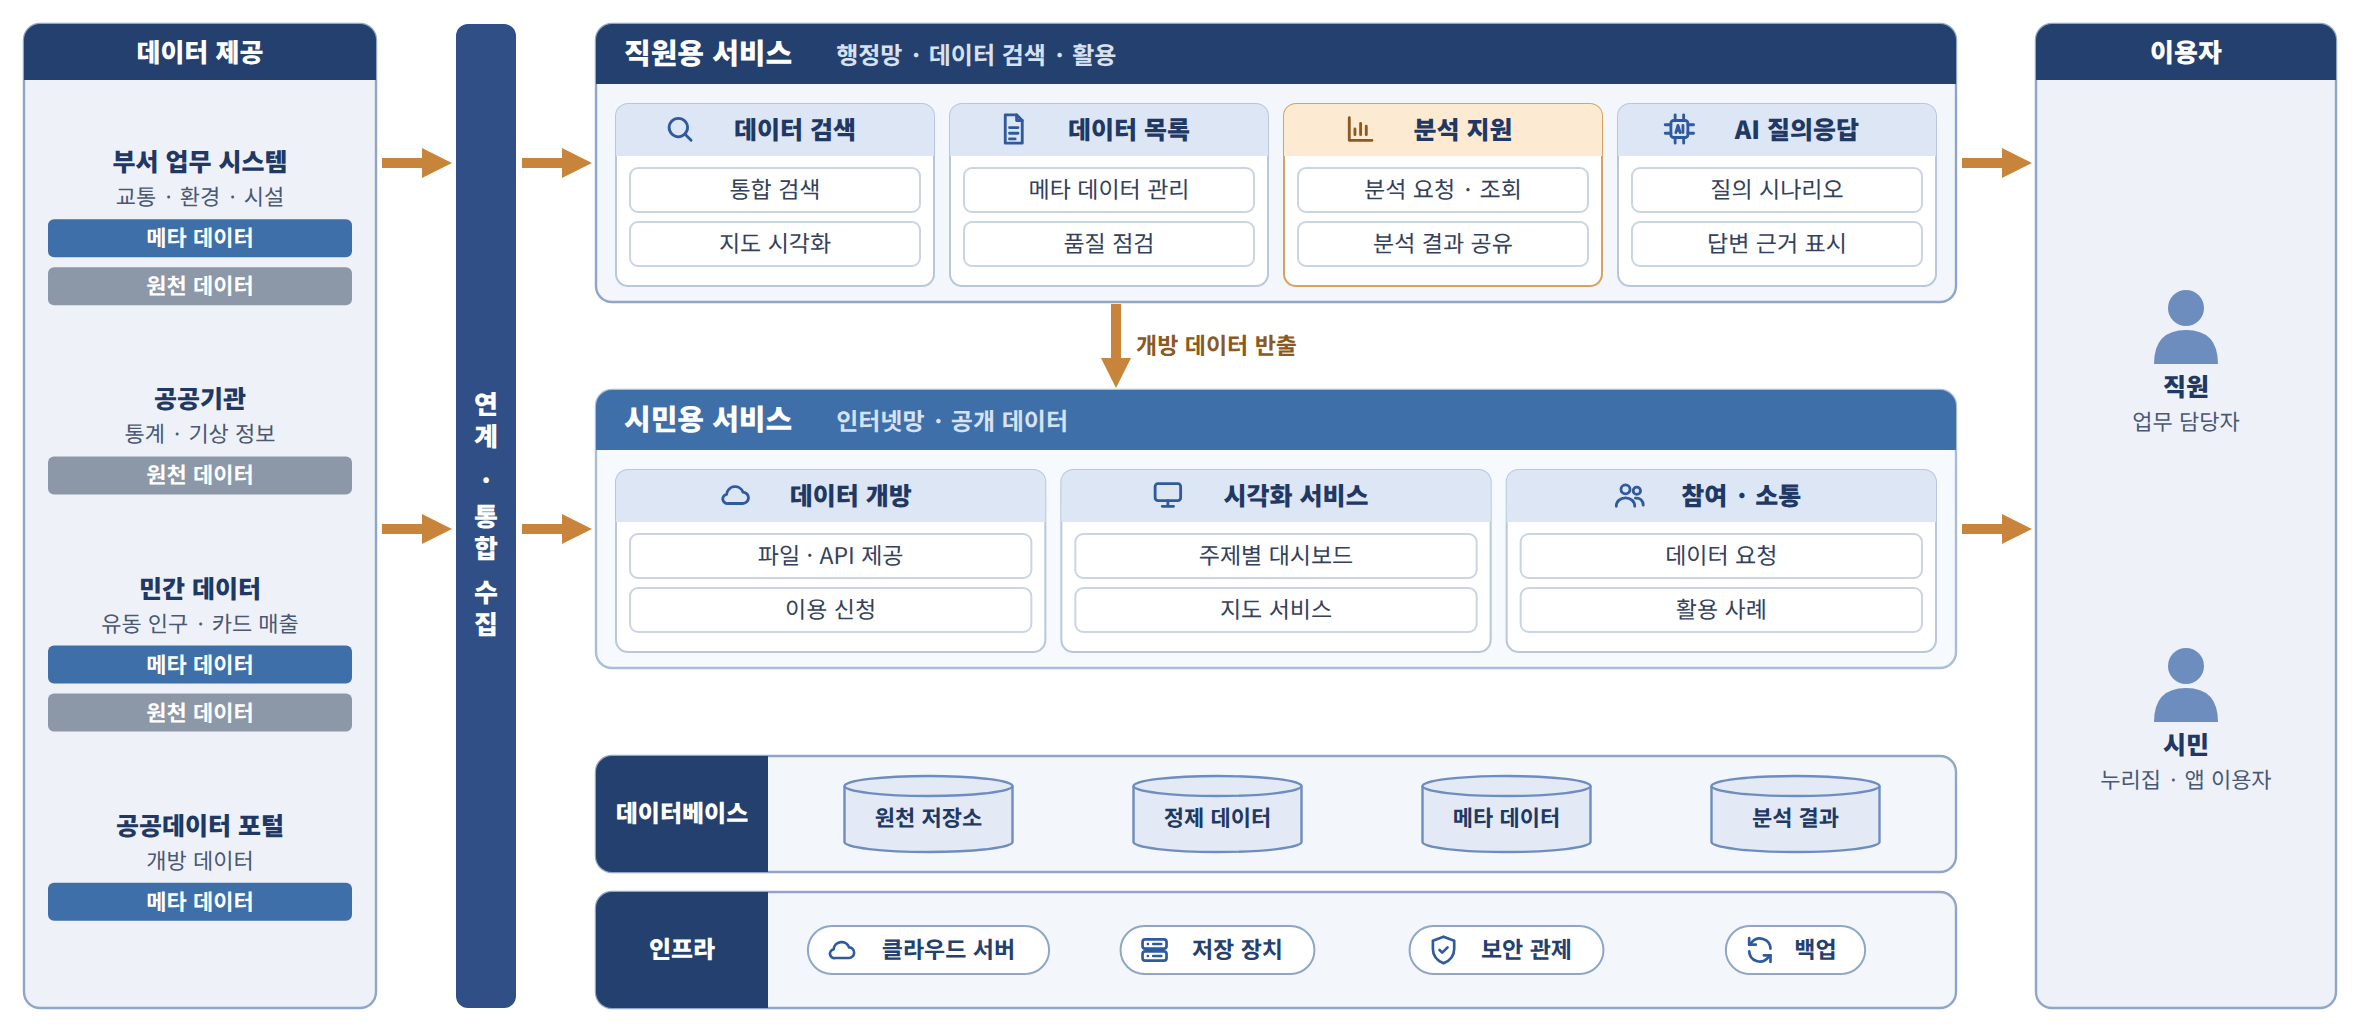 데이터 제공
부서 업무 시스템
교통 · 환경 · 시설
메타 데이터
원천 데이터
공공기관
통계 · 기상 정보
원천 데이터
민간 데이터
유동 인구 · 카드 매출
메타 데이터
원천 데이터
공공데이터 포털
개방 데이터
메타 데이터
연계 · 통합 수집
직원용 서비스 행정망 · 데이터 검색 · 활용
데이터 검색
통합 검색
지도 시각화
데이터 목록
메타 데이터 관리
품질 점검
분석 지원
분석 요청 · 조회
분석 결과 공유
AI 질의응답
질의 시나리오
답변 근거 표시
개방 데이터 반출
시민용 서비스 인터넷망 · 공개 데이터
데이터 개방
파일 · API 제공
이용 신청
시각화 서비스
주제별 대시보드
지도 서비스
참여 · 소통
데이터 요청
활용 사례
데이터베이스
원천 저장소
정제 데이터
메타 데이터
분석 결과
인프라
클라우드 서버
저장 장치
보안 관제
백업
이용자
직원
업무 담당자
시민
누리집 · 앱 이용자